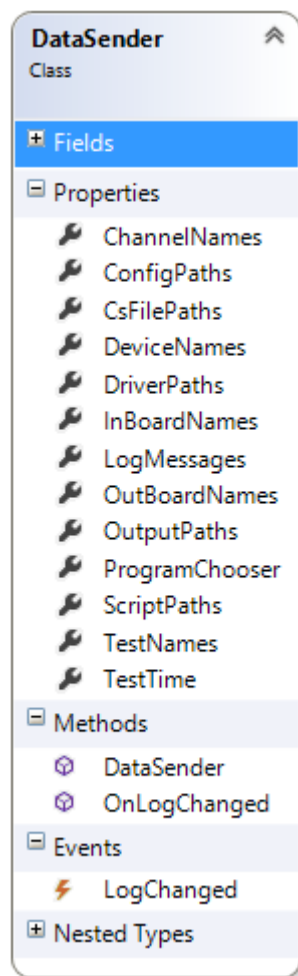 DataSender
Class
Fields
Properties
ChannelNames
ConfigPaths
CsFilePaths
DeviceNames
DriverPaths
InBoardNames
LogMessages
OutBoardNames
OutputPaths
ProgramChooser
ScriptPaths
TestNames
TestTime
Methods
DataSender
OnLogChanged
Events
LogChanged
Nested Types